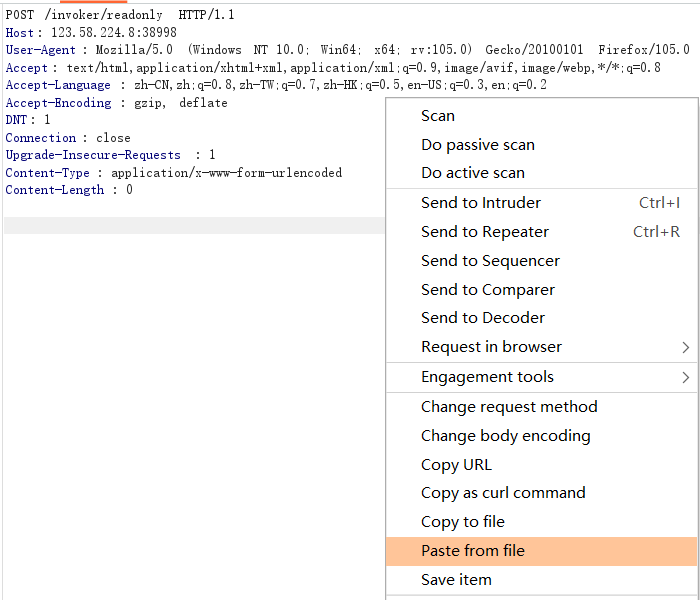 POST /invoker/readonly HTTP/1.1
Host: 123.58.224.8:38998
User-Agent: Mozilla/5.0 (Windows NT 10.0; Win64; x64; rv:105.0) Gecko/20100101 Firefox/105.0
Accept: text/html,application/xhtml+xml,application/xml;q=0.9,image/avif,image/webp,*/*;q=0.8
Accept-Language: zh-CN,zh;q=0.8,zh-TW;q=0.7,zh-HK;q=0.5,en-US;q=0.3,en;q=0.2
Accept-Encoding: gzip, deflate
DNT: 1
Connection: close
Upgrade-Insecure-Requests: 1
Content-Type: application/x-www-form-urlencoded
Content-Length: 0
Scan
Do passive scan
Do active scan
Send to Intruder Ctrl+I
Send to Repeater Ctrl+R
Send to Sequencer
Send to Comparer
Send to Decoder
Request in browser
Engagement tools
Change request method
Change body encoding
Copy URL
Copy as curl command
Copy to file
Paste from file
Save item